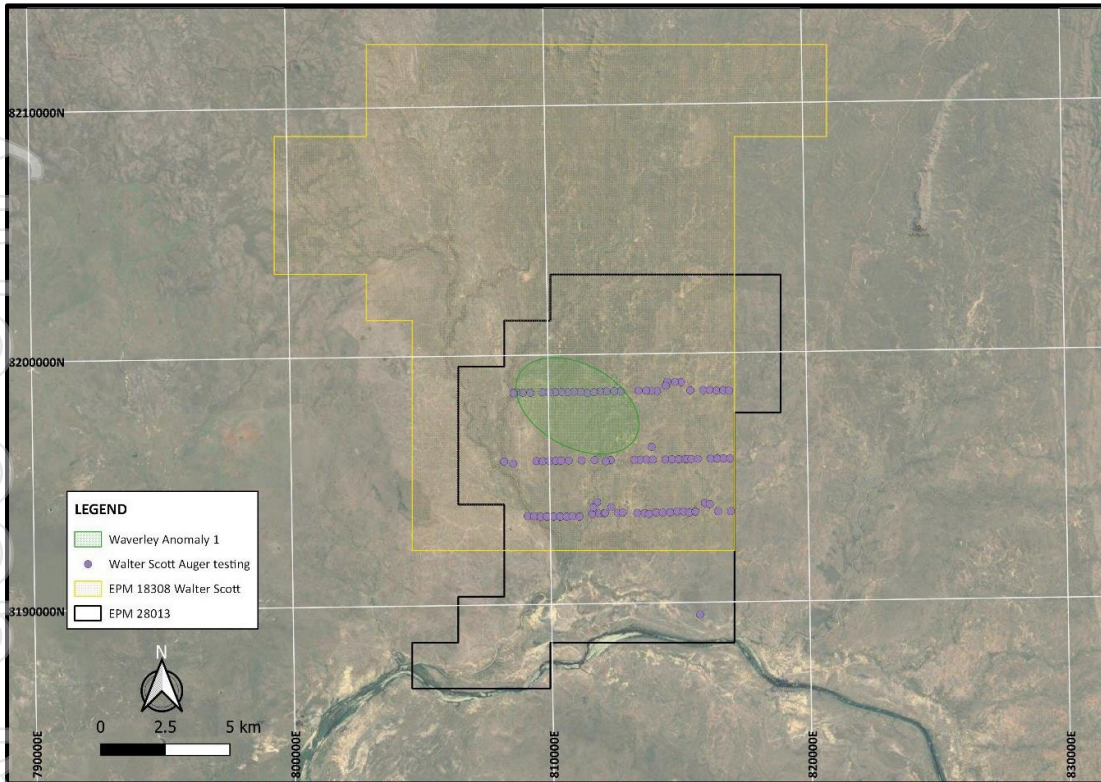 8210000N
8200000N
LEGEND
Waverley Anomaly 1
Walter Scott Auger testing
EPM 18308 Walter Scott
EPM 28013
8190000N
N
0 2.5 5 km
790000E
800000E
810000E
820000E
830000E